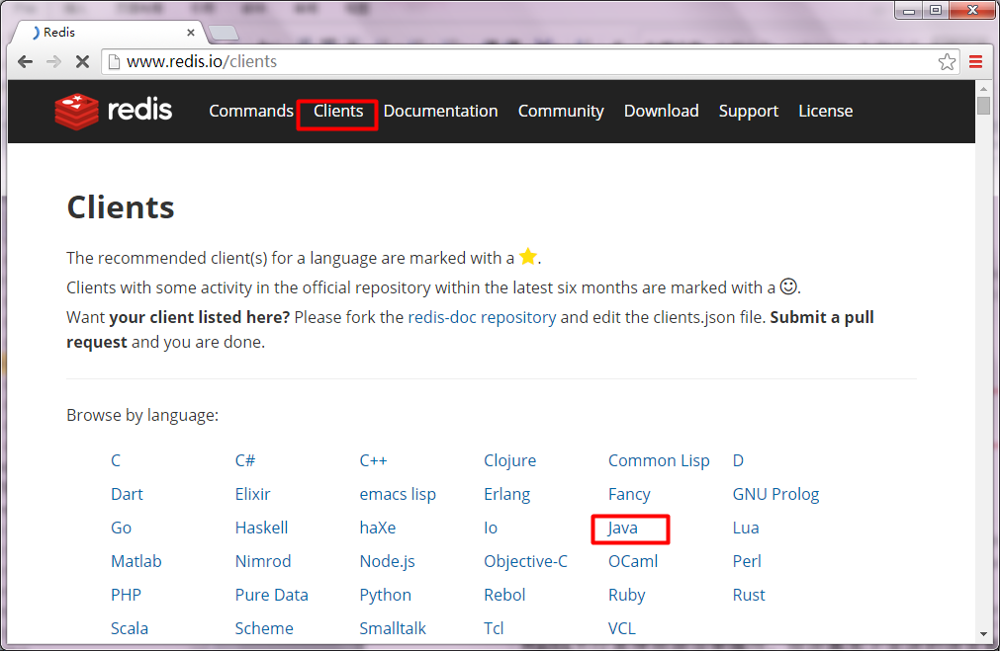 Redis
www.redis.io/clients
redis Commands Clients Documentation Community Download Support License
Clients
The recommended client(s) for a language are marked with a .
Clients with some activity in the official repository within the latest six months are marked with a .
Want your client listed here? Please fork the redis-doc repository and edit the clients.json file. Submit a pull
request and you are done.
Browse by language:
C C# C++ Clojure Common Lisp D
Dart Elixir emacs lisp Erlang Fancy GNU Prolog
Go Haskell haXe Io Java Lua
Matlab Nimrod Node.js Objective-C OCaml Perl
PHP Pure Data Python Rebol Ruby Rust
Scala Scheme Smalltalk Tcl VCL